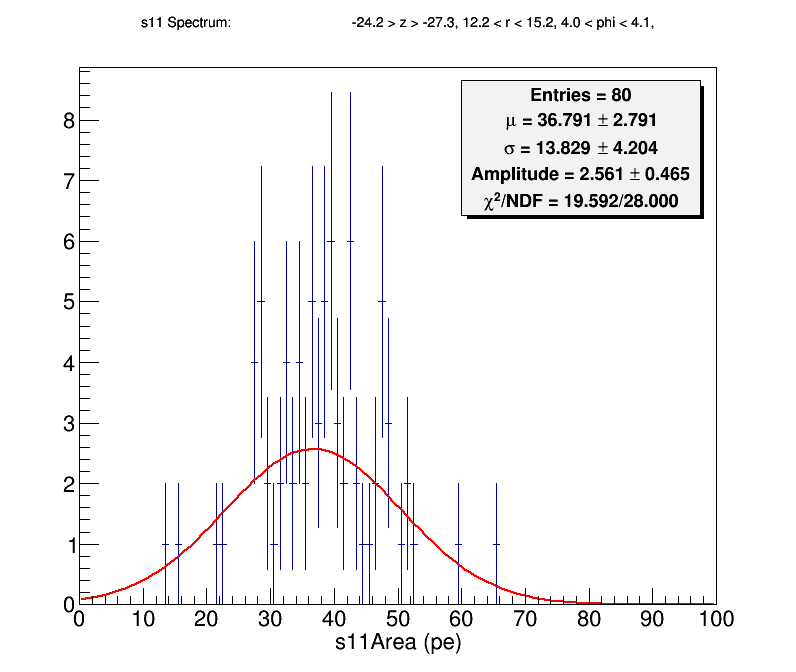 s11 Spectrum: -24.2 > z > -27.3, 12.2 < r < 15.2, 4.0 < phi < 4.1,
Entries = 80
μ = 36.791 ± 2.791
σ = 13.829 ± 4.204
Amplitude = 2.561 ± 0.465
χ²/NDF = 19.592/28.000
8
7
6
5
4
3
2
1
0
0 10 20 30 40 50 60 70 80 90 100
s11Area (pe)